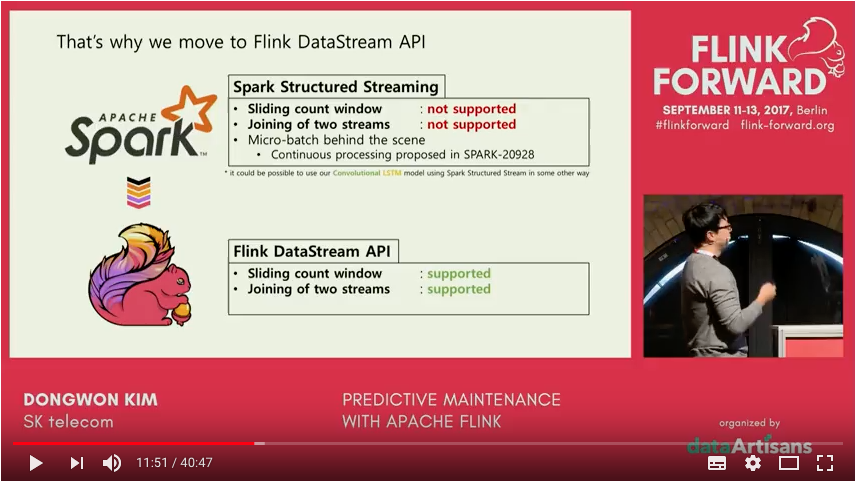 That's why we move to Flink DataStream API
APACHE
Spark™
Spark Structured Streaming
• Sliding count window : not supported
• Joining of two streams : not supported
• Micro-batch behind the scene
• Continuous processing proposed in SPARK-20928
* it could be possible to use our Convolutional LSTM model using Spark Structured Stream in some other way
Flink DataStream API
• Sliding count window : supported
• Joining of two streams : supported
FLINK
FORWARD
SEPTEMBER 11-13, 2017, Berlin
#flinkforward flink-forward.org
DONGWON KIM
SK telecom
PREDICTIVE MAINTENANCE
WITH APACHE FLINK
organized by
dataArtisans
11:51 / 40:47